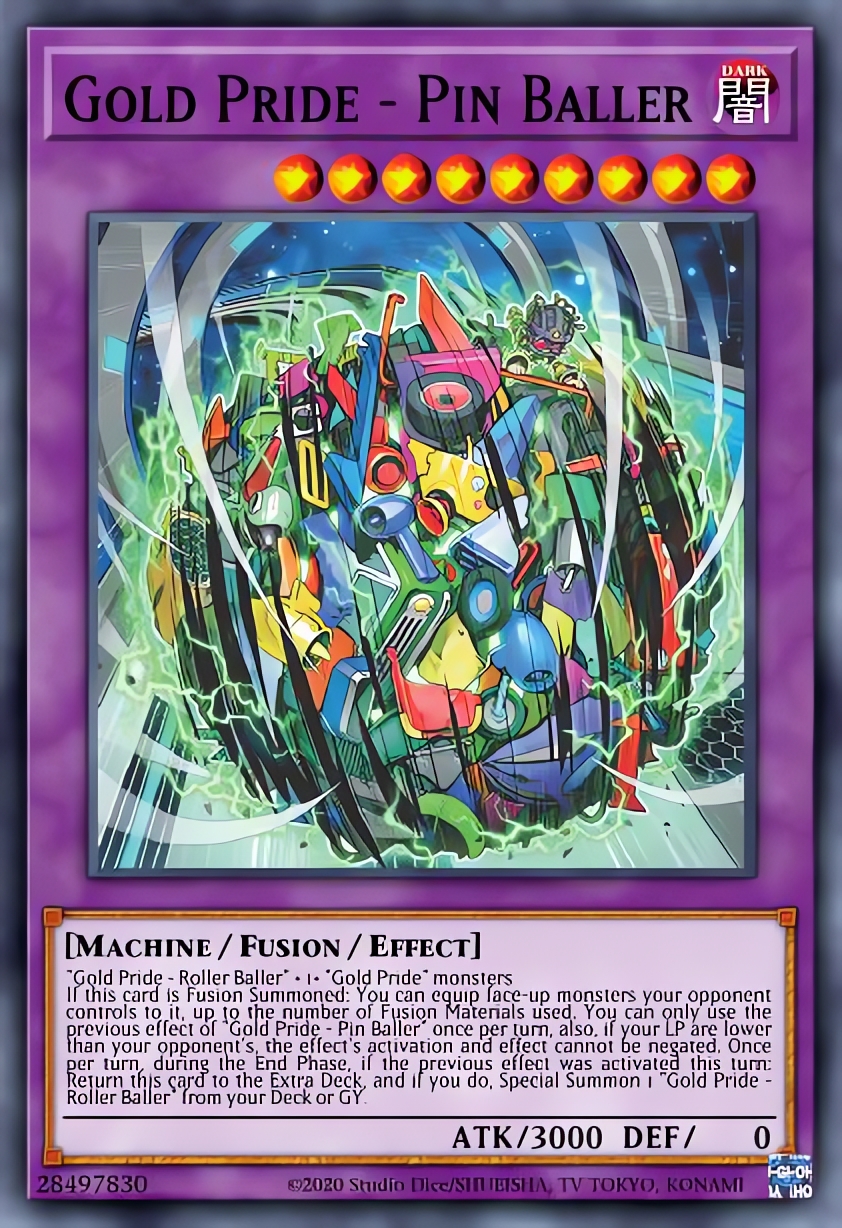 GOLD PRIDE - PIN BALLER
DARK
闇
[MACHINE / FUSION / EFFECT]
"Gold Pride - Roller Baller" + 1+ "Gold Pride" monsters
If this card is Fusion Summoned: You can equip face-up monsters your opponent
controls to it, up to the number of Fusion Materials used. You can only use the
previous effect of "Gold Pride - Pin Baller" once per turn, also, if your LP are lower
than your opponent's, the effect's activation and effect cannot be negated. Once
per turn, during the End Phase, if the previous effect was activated this turn:
Return this card to the Extra Deck, and if you do, Special Summon 1 "Gold Pride -
Roller Baller" from your Deck or GY.
ATK/3000 DEF/ 0
28497830
©2020 Studio Dice/SHUEISHA, TV TOKYO, KONAMI